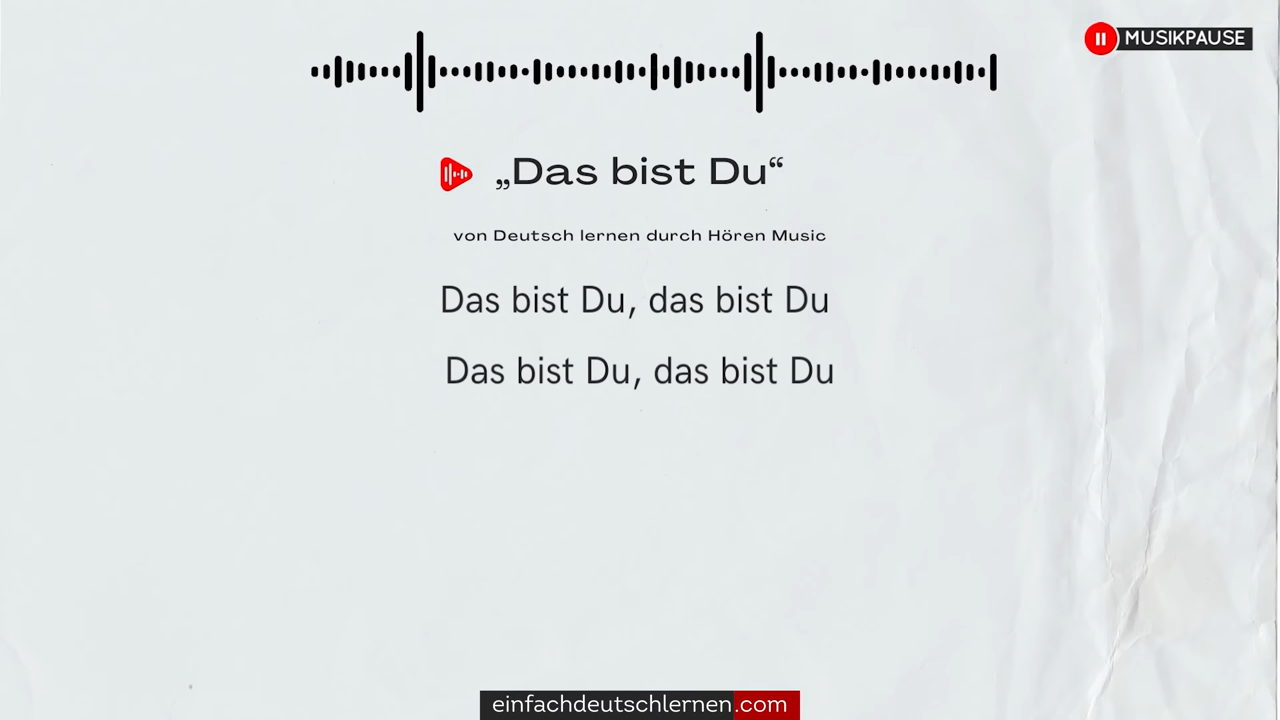 MUSIKPAUSE
„Das bist Du“
von Deutsch lernen durch Hören Music
Das bist Du, das bist Du
Das bist Du, das bist Du
einfachdeutschlernen.com